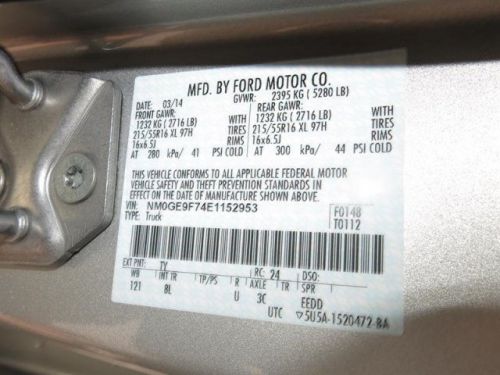 MFD. BY FORD MOTOR CO.
DATE: 03/14 GVWR: 2395 KG ( 5280 LB)
FRONT GAWR: REAR GAWR:
1232 KG ( 2716 LB) WITH 1232 KG ( 2716 LB) WITH
215/55R16 XL 97H TIRES 215/55R16 XL 97H TIRES
16x6.5J RIMS 16x6.5J RIMS
AT 280 kPa/ 41 PSI COLD AT 300 kPa/ 44 PSI COLD
THIS VEHICLE CONFORMS TO ALL APPLICABLE FEDERAL MOTOR
VEHICLE SAFETY AND THEFT PREVENTION STANDARDS IN
EFFECT ON THE DATE OF MANUFACTURE SHOWN ABOVE.
VIN: NM0GE9F74E1152953 F0148
TYPE: Truck T0112
EXT PNT: TY RC: 24 DSO:
WB INT TR TP/PS R AXLE TR SPR
121 BL U 3C EEDD
UTC ▽5U5A-1520472-BA